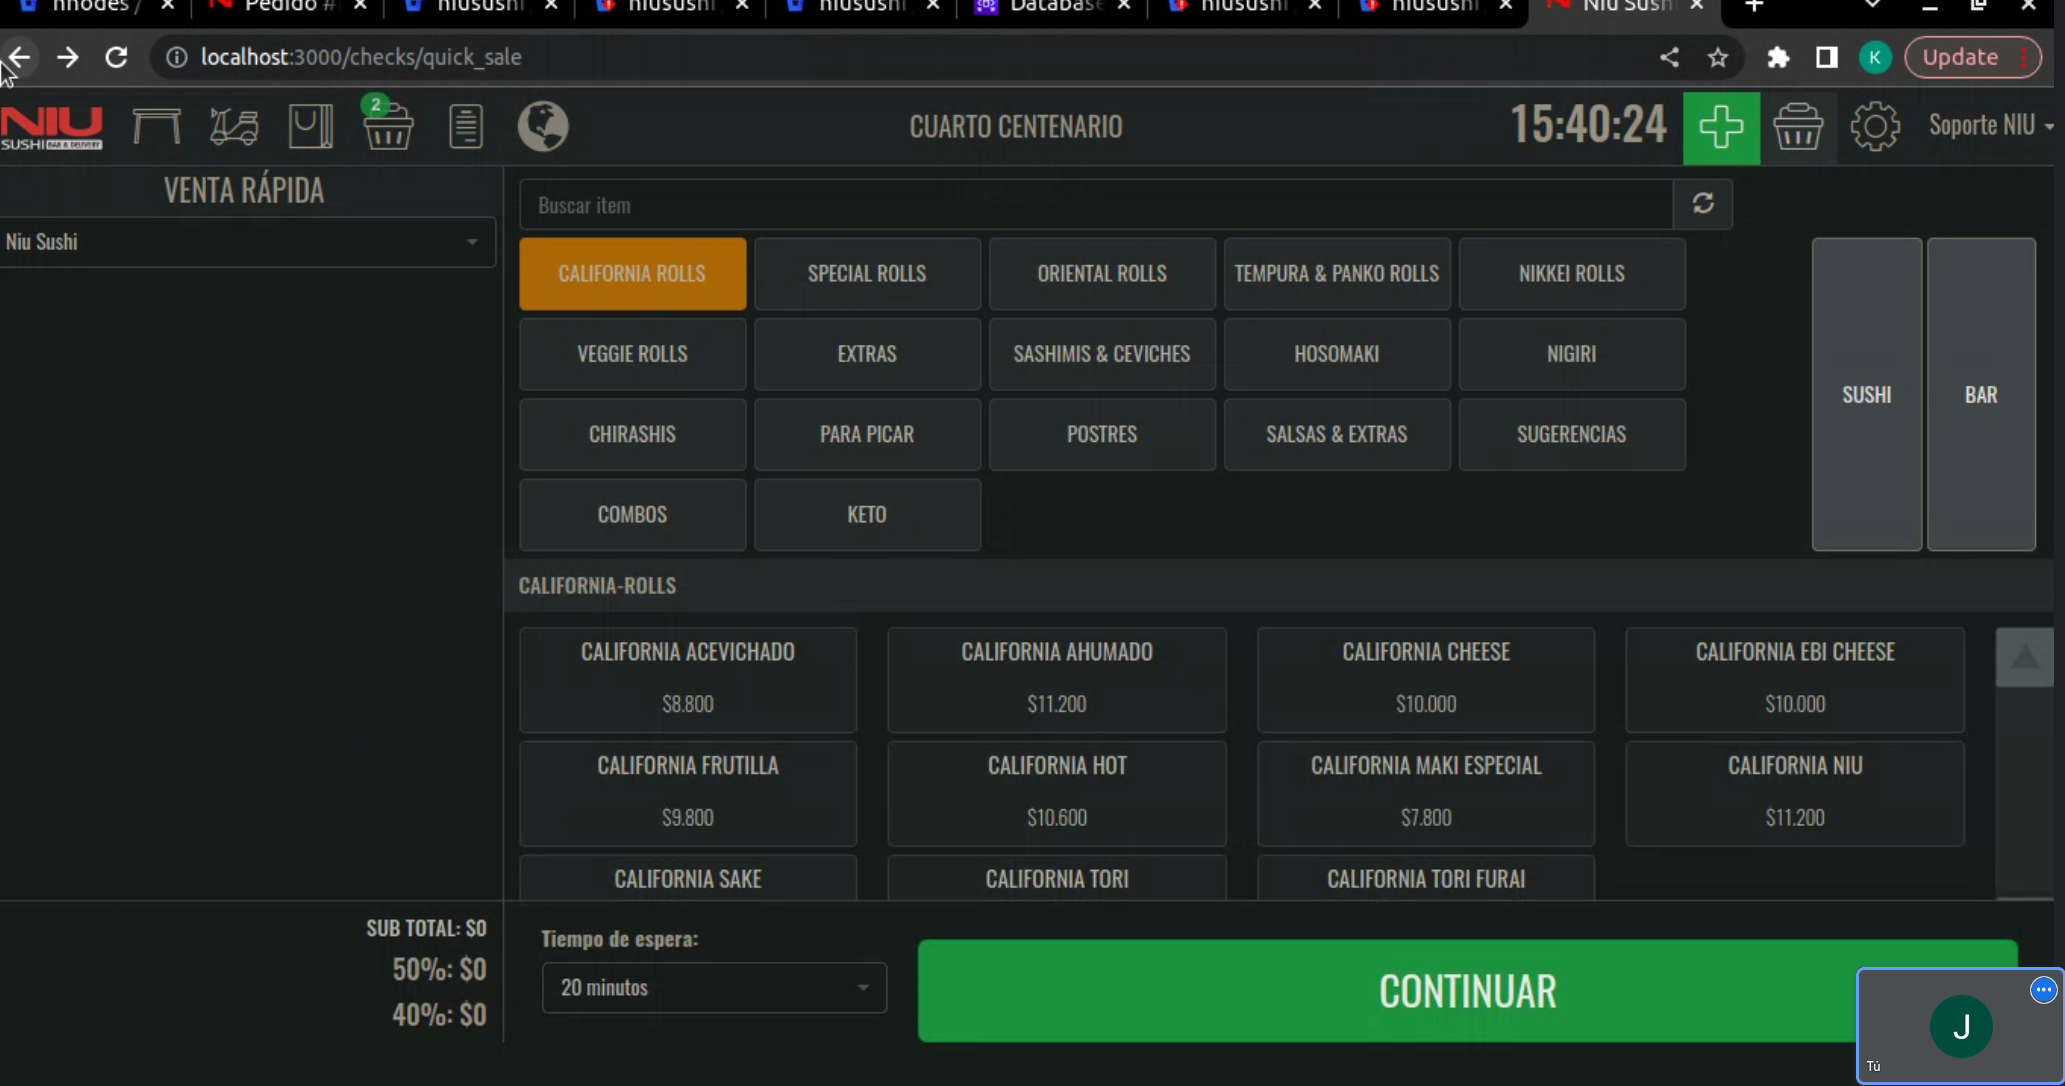 nnodes /
Pedido #
niusushi
niusushi
niusushi
Database
niusushi
niusushi
Niu Sushi
localhost:3000/checks/quick_sale
K
Update
NIU
SUSHI BAR & DELIVERY
2
CUARTO CENTENARIO
15:40:24
Soporte NIU
VENTA RÁPIDA
Niu Sushi
Buscar item
CALIFORNIA ROLLS
SPECIAL ROLLS
ORIENTAL ROLLS
TEMPURA & PANKO ROLLS
NIKKEI ROLLS
VEGGIE ROLLS
EXTRAS
SASHIMIS & CEVICHES
HOSOMAKI
NIGIRI
CHIRASHIS
PARA PICAR
POSTRES
SALSAS & EXTRAS
SUGERENCIAS
COMBOS
KETO
SUSHI
BAR
CALIFORNIA-ROLLS
CALIFORNIA ACEVICHADO
$8.800
CALIFORNIA AHUMADO
$11.200
CALIFORNIA CHEESE
$10.000
CALIFORNIA EBI CHEESE
$10.000
CALIFORNIA FRUTILLA
$9.800
CALIFORNIA HOT
$10.600
CALIFORNIA MAKI ESPECIAL
$7.800
CALIFORNIA NIU
$11.200
CALIFORNIA SAKE
CALIFORNIA TORI
CALIFORNIA TORI FURAI
SUB TOTAL: $0
50%: $0
40%: $0
Tiempo de espera:
20 minutos
CONTINUAR
J
Tú